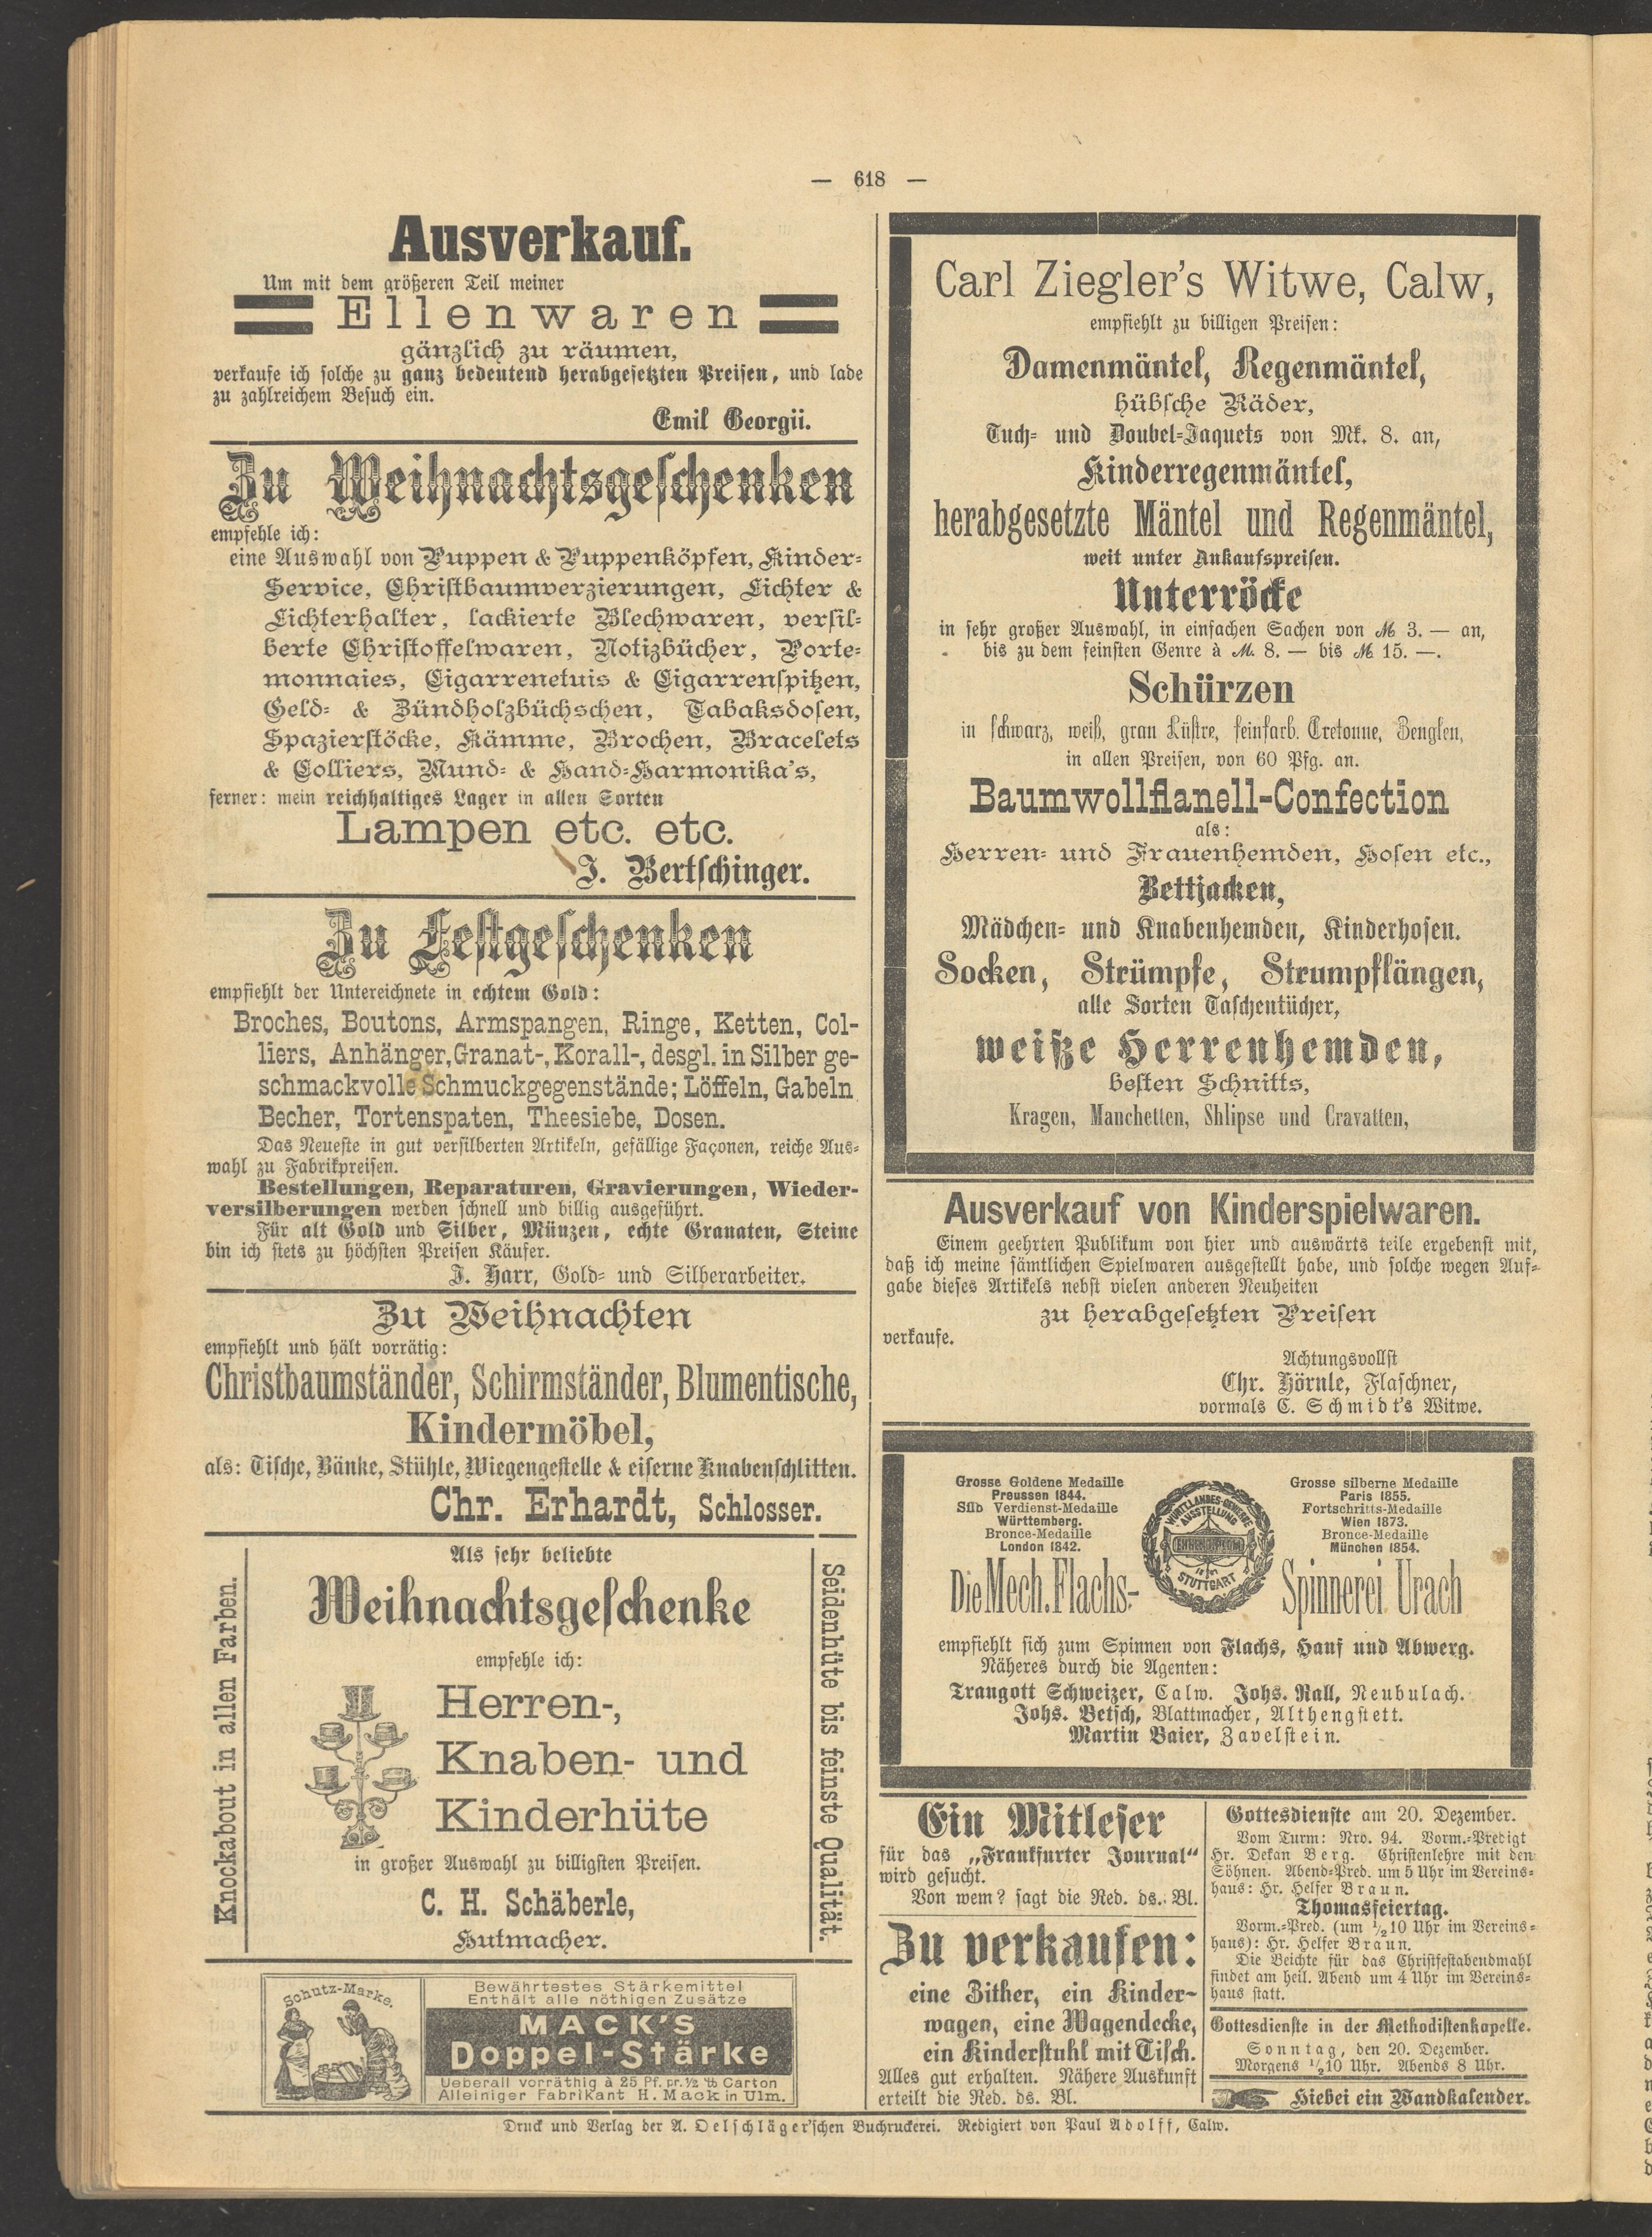 — 618 —
Ausverkauf.
Um mit dem größeren Teil meiner
Ellenwaren
gänzlich zu räumen,
verkaufe ich solche zu ganz bedeutend herabgesetzten Preisen, und lade
zu zahlreichem Besuch ein.
Emil Georgii.
Zu Weihnachtsgeschenken
empfehle ich:
eine Auswahl von Puppen & Puppenköpfen, Kinder-
Service, Christbaumverzierungen, Lichter &
Lichterhalter, lackierte Blechwaren, versil-
berte Christoffelwaren, Notizbücher, Porte-
monnaies, Cigarrenetuis & Cigarrenspitzen,
Geld- & Zündholzbüchschen, Tabaksdosen,
Spazierstöcke, Kämme, Brochen, Bracelets
& Colliers, Mund- & Hand-Harmonika's,
ferner: mein reichhaltiges Lager in allen Sorten
Lampen etc. etc.
J. Bertschinger.
Zu Festgeschenken
empfiehlt der Untereichnete in echtem Gold:
Broches, Boutons, Armspangen, Ringe, Ketten, Col-
liers, Anhänger, Granat-, Korall-, desgl. in Silber ge-
schmackvolle Schmuckgegenstände; Löffeln, Gabeln
Becher, Tortenspaten, Theesiebe, Dosen.
Das Neueste in gut versilberten Artikeln, gefällige Façonen, reiche Aus-
wahl zu Fabrikpreisen.
Bestellungen, Reparaturen, Gravierungen, Wieder-
versilberungen werden schnell und billig ausgeführt.
Für alt Gold und Silber, Münzen, echte Granaten, Steine
bin ich stets zu höchsten Preisen Käufer.
J. Harr, Gold- und Silberarbeiter.
Zu Weihnachten
empfiehlt und hält vorrätig:
Christbaumständer, Schirmständer, Blumentische,
Kindermöbel,
als: Tische, Bänke, Stühle, Wiegengestelle & eiserne Knabenschlitten.
Chr. Erhardt, Schlosser.
Knockabout in allen Farben.
Als sehr beliebte
Weihnachtsgeschenke
empfehle ich:
Herren-,
Knaben- und
Kinderhüte
in großer Auswahl zu billigsten Preisen.
C. H. Schäberle,
Hutmacher.
Seidenhüte bis feinste Qualität.
Schutz-Marke.
Bewährtestes Stärkemittel
Enthält alle nöthigen Zusätze
MACK'S
Doppel-Stärke
Ueberall vorräthig à 25 Pf. pr. ½ ℔ Carton
Alleiniger Fabrikant H. Mack in Ulm.
Carl Ziegler's Witwe, Calw,
empfiehlt zu billigen Preisen:
Damenmäntel, Regenmäntel,
hübsche Räder,
Tuch- und Doubel-Jaquets von Mk. 8. an,
Kinderregenmäntel,
herabgesetzte Mäntel und Regenmäntel,
weit unter Ankaufspreisen.
Unterröcke
in sehr großer Auswahl, in einfachen Sachen von M 3. — an,
bis zu dem feinsten Genre à M. 8. — bis M 15. —.
Schürzen
in schwarz, weiß, grau Lüstre, feinfarb. Cretonne, Zenglen,
in allen Preisen, von 60 Pfg. an.
Baumwollflanell-Confection
als:
Herren- und Frauenhemden, Hosen etc.,
Bettjacken,
Mädchen- und Knabenhemden, Kinderhosen.
Socken, Strümpfe, Strumpflängen,
alle Sorten Taschentücher,
weiße Herrenhemden,
besten Schnitts,
Kragen, Manchetten, Shlipse und Cravatten,
Ausverkauf von Kinderspielwaren.
Einem geehrten Publikum von hier und auswärts teile ergebenst mit,
daß ich meine sämtlichen Spielwaren ausgestellt habe, und solche wegen Auf-
gabe dieses Artikels nebst vielen anderen Neuheiten
zu herabgesetzten Preisen
verkaufe.
Achtungsvollst
Chr. Hörnle, Flaschner,
vormals C. Schmidt's Witwe.
Grosse Goldene Medaille
Preussen 1844.
Silb Verdienst-Medaille
Württemberg.
Bronce-Medaille
London 1842.
WÜRTT. LANDES-GEWERBE
AUSSTELLUNG
EHRENDIPLOM
1881
STUTTGART
Grosse silberne Medaille
Paris 1855.
Fortschritts-Medaille
Wien 1873.
Bronce-Medaille
München 1854.
Die Mech. Flachs- Spinnerei Urach
empfiehlt sich zum Spinnen von Flachs, Hanf und Abwerg.
Näheres durch die Agenten:
Traugott Schweizer, Calw. Johs. Rall, Neubulach.
Johs. Betsch, Blattmacher, Althengstett.
Martin Baier, Zavelstein.
Ein Mitleser
für das „Frankfurter Journal"
wird gesucht.
Von wem? sagt die Red. ds. Bl.
Zu verkaufen:
eine Zither, ein Kinder-
wagen, eine Wagendecke,
ein Kinderstuhl mit Tisch.
Alles gut erhalten. Nähere Auskunft
erteilt die Red. ds. Bl.
Gottesdienste am 20. Dezember.
Vom Turm: Nro. 94. Vorm.-Predigt
Hr. Dekan Berg. Christenlehre mit den
Söhnen. Abend-Pred. um 5 Uhr im Vereins-
haus: Hr. Helfer Braun.
Thomasfeiertag.
Vorm.-Pred. (um ½10 Uhr im Vereins-
haus): Hr. Helfer Braun.
Die Beichte für das Christfestabendmahl
findet am heil. Abend um 4 Uhr im Vereins-
haus statt.
Gottesdienste in der Methodistenkapelle.
Sonntag, den 20. Dezember.
Morgens ½10 Uhr. Abends 8 Uhr.
Hiebei ein Wandkalender.
Druck und Verlag der A. Oelschläger'schen Buchruckerei. Redigiert von Paul Adolff, Calw.